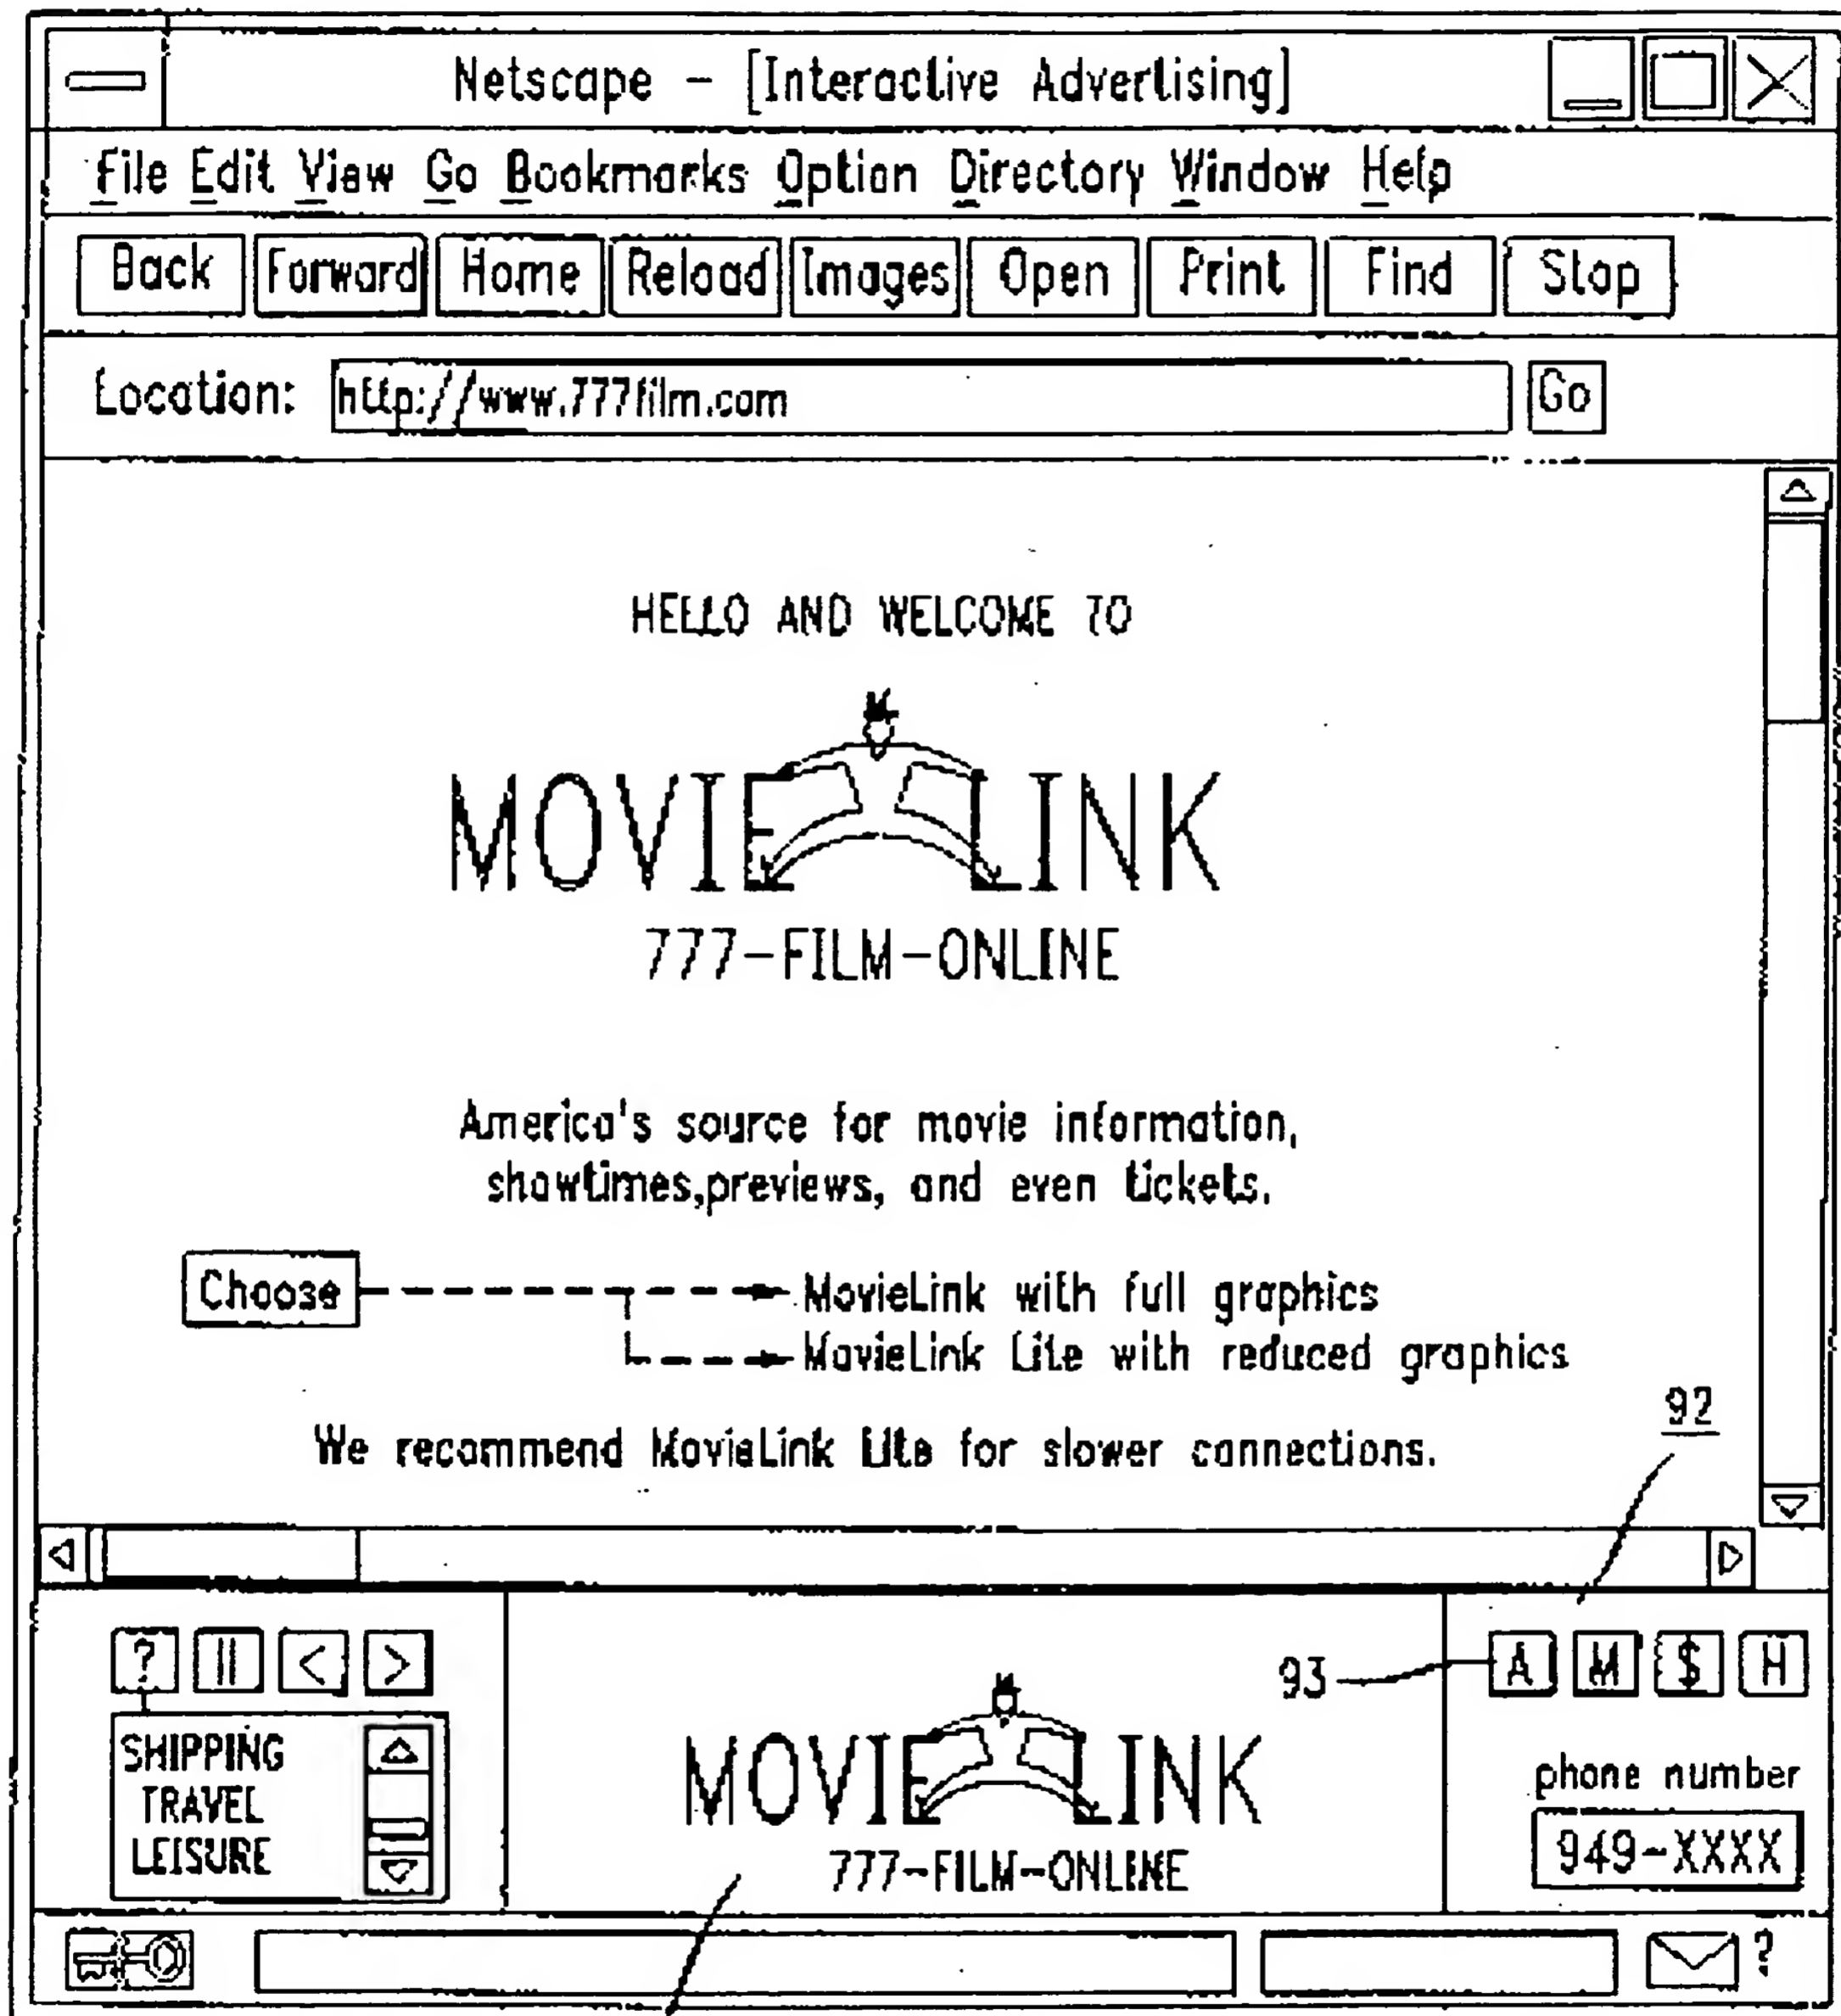 Netscape - [Interactive Advertising]
File Edit View Go Bookmarks Option Directory Window Help
Back Forward Home Reload Images Open Print Find Stop
Location: http://www.777film.com Go
HELLO AND WELCOME TO
MOVIE LINK
777-FILM-ONLINE
America's source for movie information,
showtimes,previews, and even tickets.
Choose MovieLink with full graphics
MovieLink Lite with reduced graphics
92
We recommend MovieLink Lite for slower connections.
? || < > 93 A M $ H
SHIPPING
TRAVEL
LEISURE
MOVIE LINK
777-FILM-ONLINE
phone number
949-XXXX
?